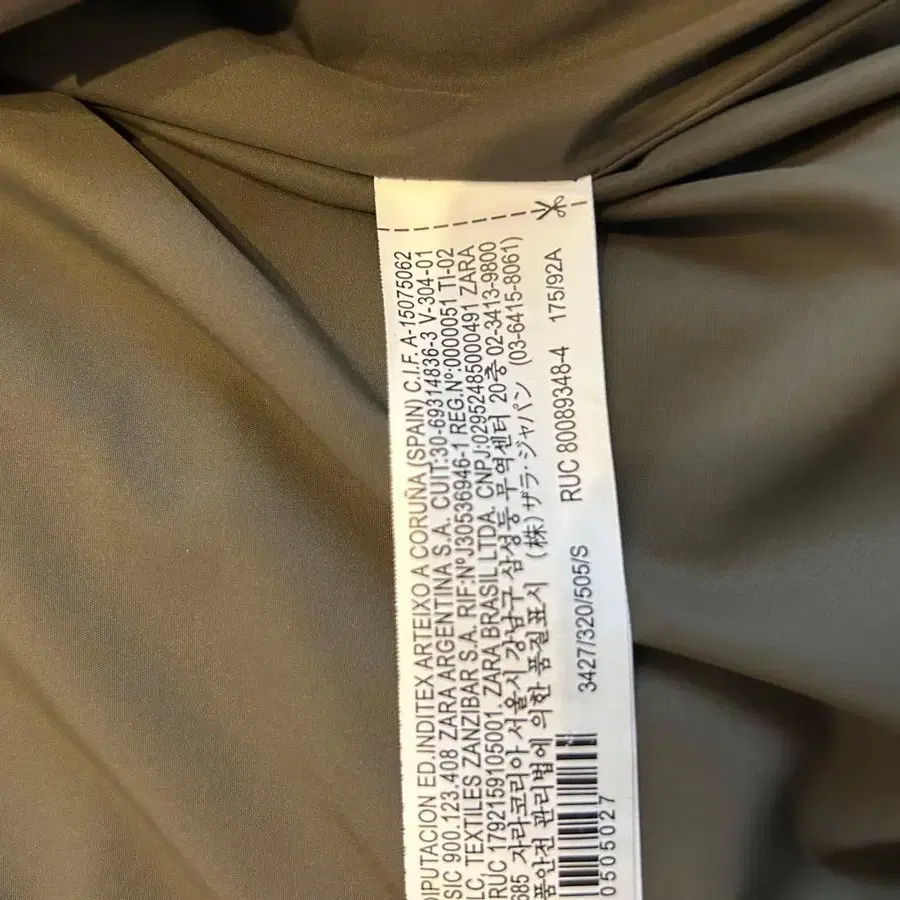 DIPUTACION ED.INDITEX ARTEIXO A CORUÑA (SPAIN) C.I.F. A-15075062
SIC 900.123.408 ZARA ARGENTINA S.A. CUIT:30-69314836-3 V-304-01
LC. TEXTILES ZANZIBAR S.A. RIF:NºJ30536946-1 REG.Nº:0000051 TI-02
RUC 1792159105001. ZARA BRASIL LTDA. CNPJ:02952485000491 ZARA
685 자라코리아 서울시 강남구 삼성동 무역센터 20층 02-3413-9800
품안전 관리법에 의한 품질표시 (株)ザラ・ジャパン (03-6415-8061)
RUC 80089348-4 175/92A
3427/320/505/S
0505027